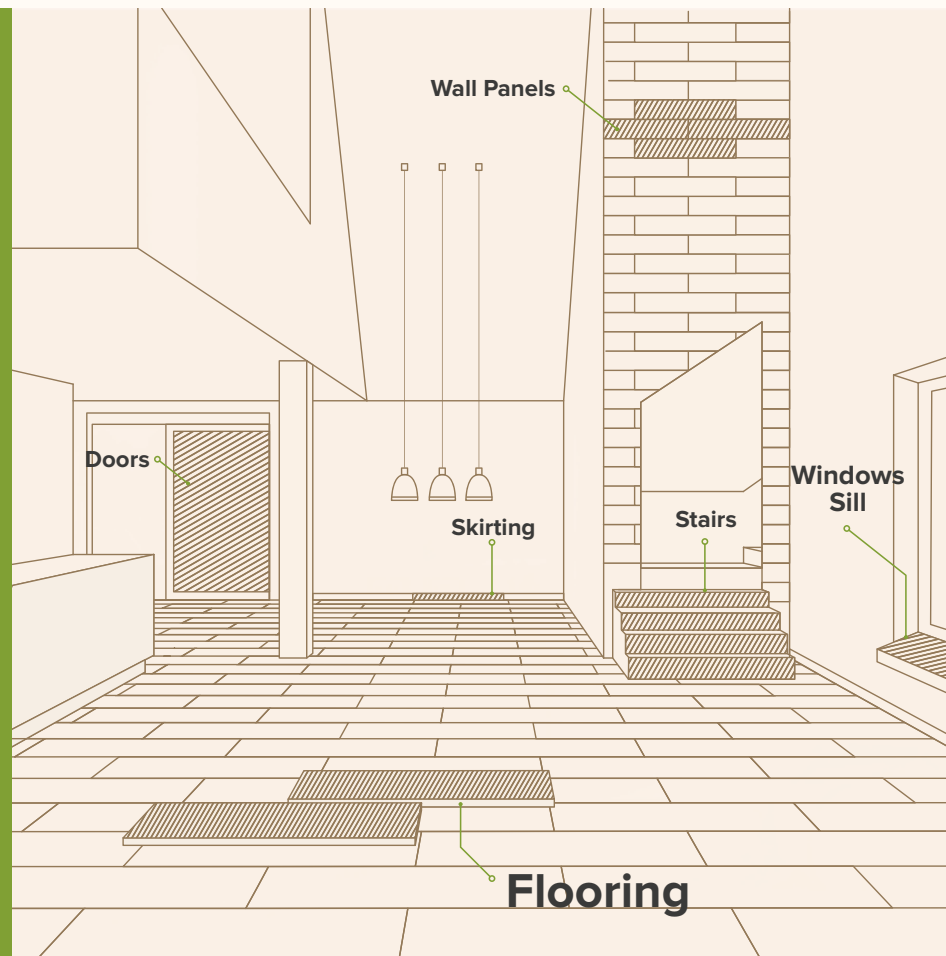 Wall Panels
Doors
Windows
Sill
Skirting
Stairs
Flooring